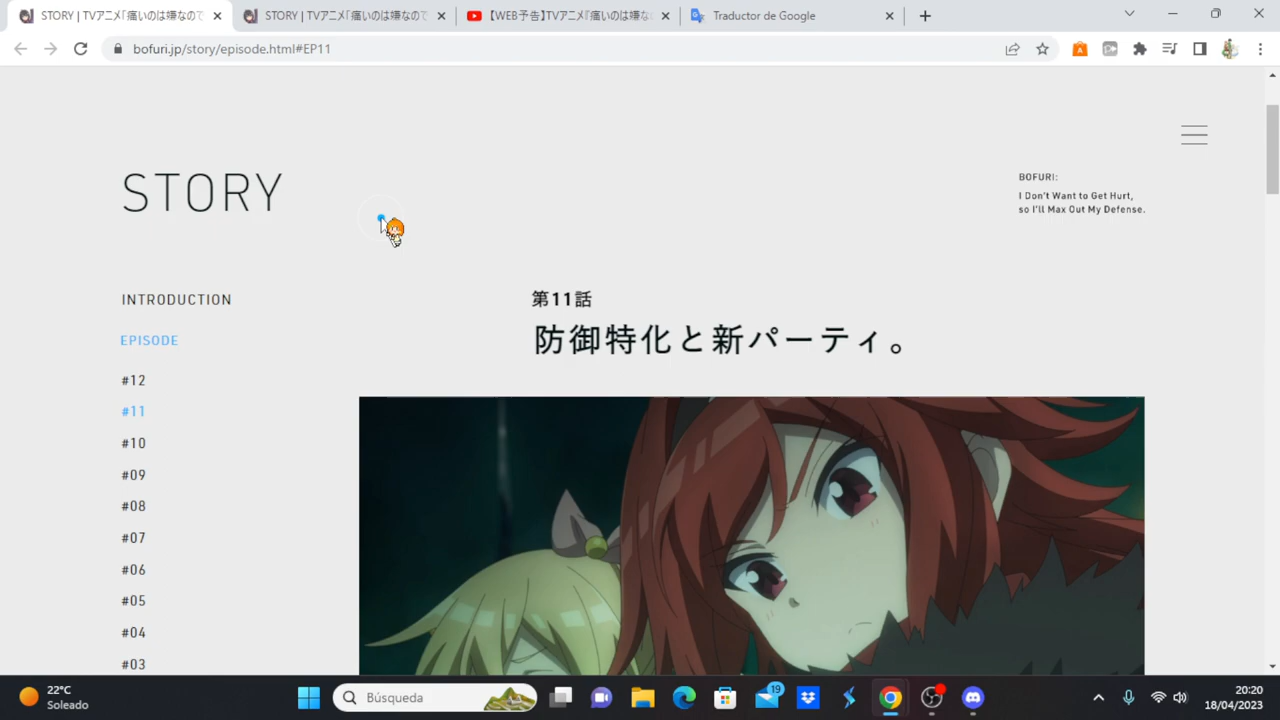 STORY | TVアニメ「痛いのは嫌なので
STORY | TVアニメ「痛いのは嫌なので
【WEB予告】TVアニメ『痛いのは嫌な
Traductor de Google
bofuri.jp/story/episode.html#EP11
STORY
BOFURI:
I Don't Want to Get Hurt,
so I'll Max Out My Defense.
INTRODUCTION
EPISODE
#12
#11
#10
#09
#08
#07
#06
#05
#04
#03
第11話
防御特化と新パーティ。
22°C
Soleado
Búsqueda
19
20:20
18/04/2023